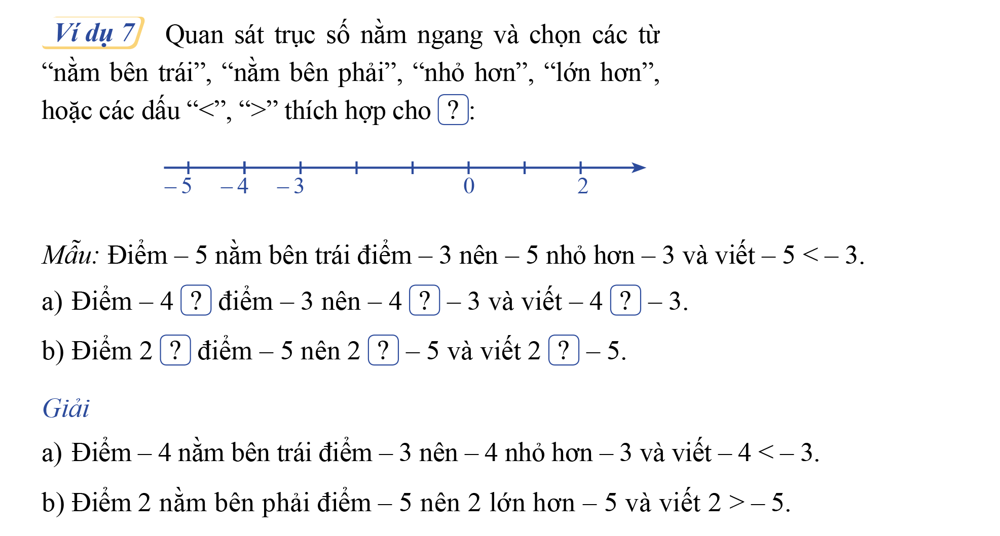 Ví dụ 7 Quan sát trục số nằm ngang và chọn các từ
“nằm bên trái”, “nằm bên phải”, “nhỏ hơn”, “lớn hơn”,
hoặc các dấu “<”, “>” thích hợp cho ? :
– 5 – 4 – 3 0 2
Mẫu: Điểm – 5 nằm bên trái điểm – 3 nên – 5 nhỏ hơn – 3 và viết – 5 < – 3.
a) Điểm – 4 ? điểm – 3 nên – 4 ? – 3 và viết – 4 ? – 3.
b) Điểm 2 ? điểm – 5 nên 2 ? – 5 và viết 2 ? – 5.
Giải
a) Điểm – 4 nằm bên trái điểm – 3 nên – 4 nhỏ hơn – 3 và viết – 4 < – 3.
b) Điểm 2 nằm bên phải điểm – 5 nên 2 lớn hơn – 5 và viết 2 > – 5.